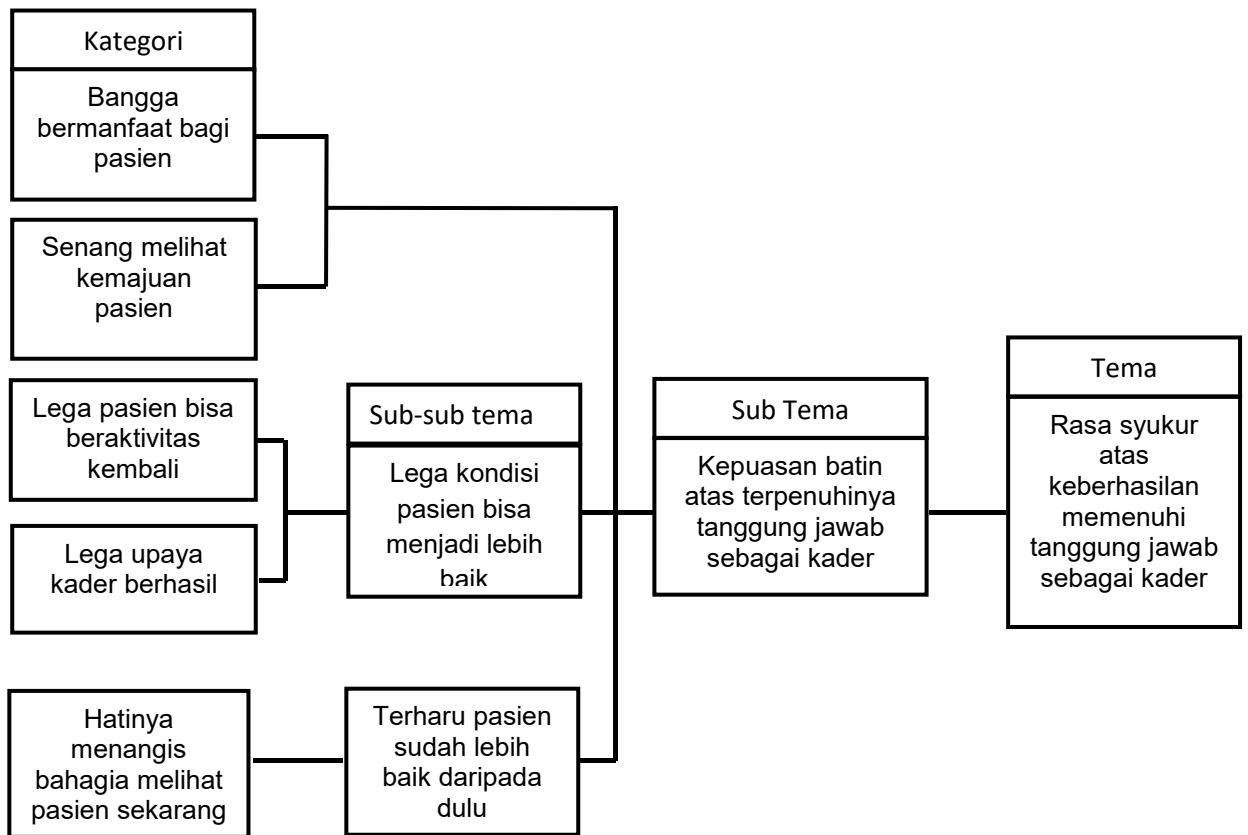 Kategori
Bangga
bermanfaat bagi
pasien
Senang melihat
kemajuan
pasien
Lega pasien bisa
beraktivitas
kembali
Lega upaya
kader berhasil
Hatinya
menangis
bahagia melihat
pasien sekarang
Sub-sub tema
Lega kondisi
pasien bisa
menjadi lebih
baik
Terharu pasien
sudah lebih
baik daripada
dulu
Sub Tema
Kepuasan batin
atas terpenuhinya
tanggung jawab
sebagai kader
Tema
Rasa syukur
atas
keberhasilan
memenuhi
tanggung jawab
sebagai kader